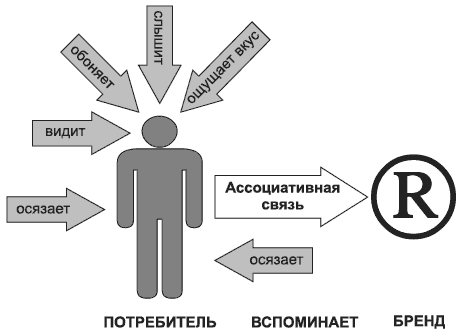 слышит
обоняет
ощущает вкус
видит
осязает
Ассоциативная
связь
R
осязает
ПОТРЕБИТЕЛЬ ВСПОМИНАЕТ БРЕНД